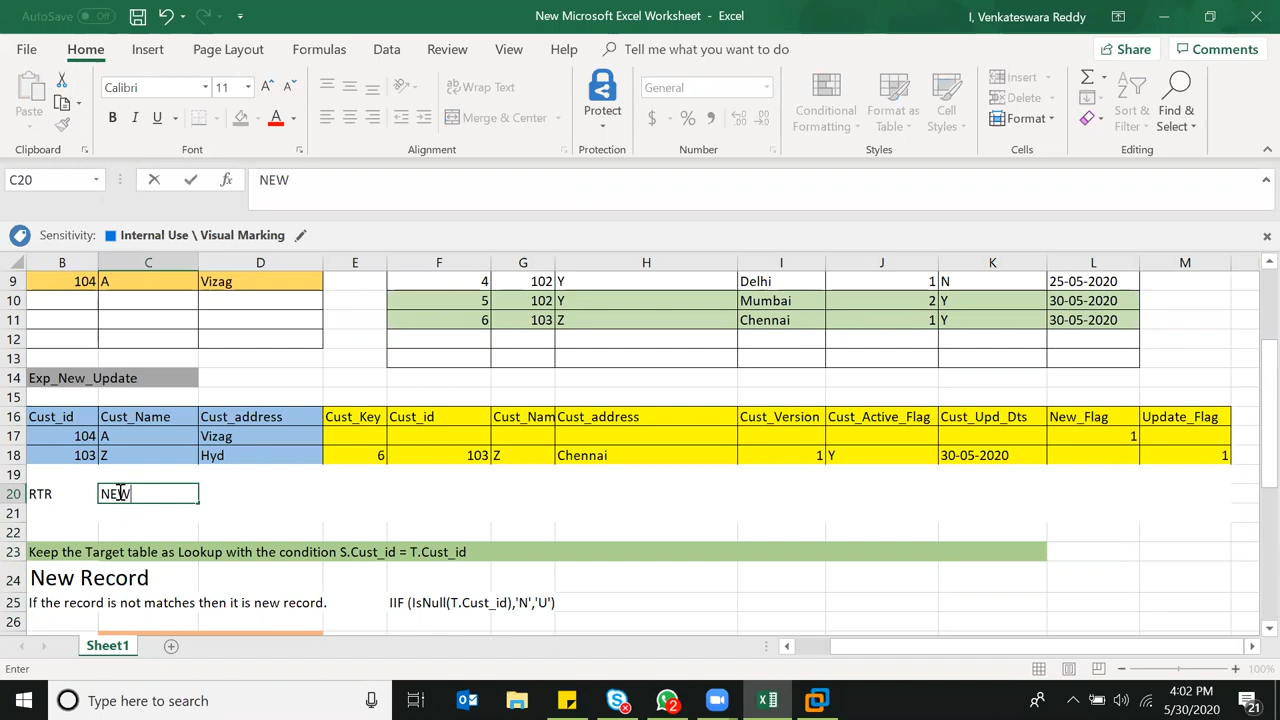 AutoSave Off New Microsoft Excel Worksheet - Excel I, Venkateswara Reddy
File Home Insert Page Layout Formulas Data Review View Help Tell me what you want to do Share Comments
Paste Calibri 11 Wrap Text Protect General Conditional Formatting Format as Table Cell Styles Insert Sort & Filter Find & Select
B I U A Merge & Center $ % Delete
Format
Clipboard Font Alignment Protection Number Styles Cells Editing
C20 fx NEW
Sensitivity: Internal Use \ Visual Marking
B C D E F G H I J K L M
9 104 A Vizag 4 102 Y Delhi 1 N 25-05-2020
10 5 102 Y Mumbai 2 Y 30-05-2020
11 6 103 Z Chennai 1 Y 30-05-2020
12
13
14 Exp_New_Update
15
16 Cust_id Cust_Name Cust_address Cust_Key Cust_id Cust_Nam Cust_address Cust_Version Cust_Active_Flag Cust_Upd_Dts New_Flag Update_Flag
17 104 A Vizag 1
18 103 Z Hyd 6 103 Z Chennai 1 Y 30-05-2020 1
19
20 RTR NEW
21
22
23 Keep the Target table as Lookup with the condition S.Cust_id = T.Cust_id
24 New Record
25 If the record is not matches then it is new record. IIF (IsNull(T.Cust_id),'N','U')
26
Sheet1
Enter 100%
Type here to search 2 4:02 PM
5/30/2020 21